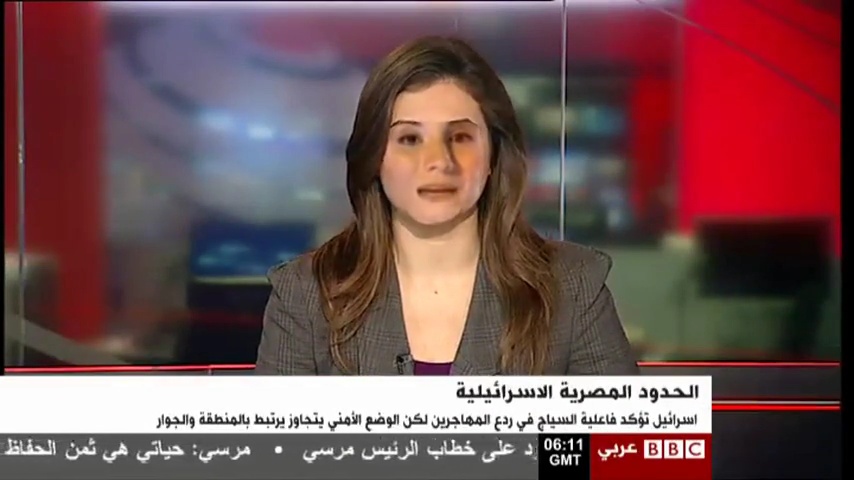 الحدود المصرية الاسرائيلية
اسرائيل تؤكد فاعلية السياج في ردع المهاجرين لكن الوضع الأمني يتجاوز يرتبط بالمنطقة والجوار
على خطاب الرئيس مرسي • مرسي: حياتي هي ثمن الحفاظ
06:11
GMT
BBC عربي